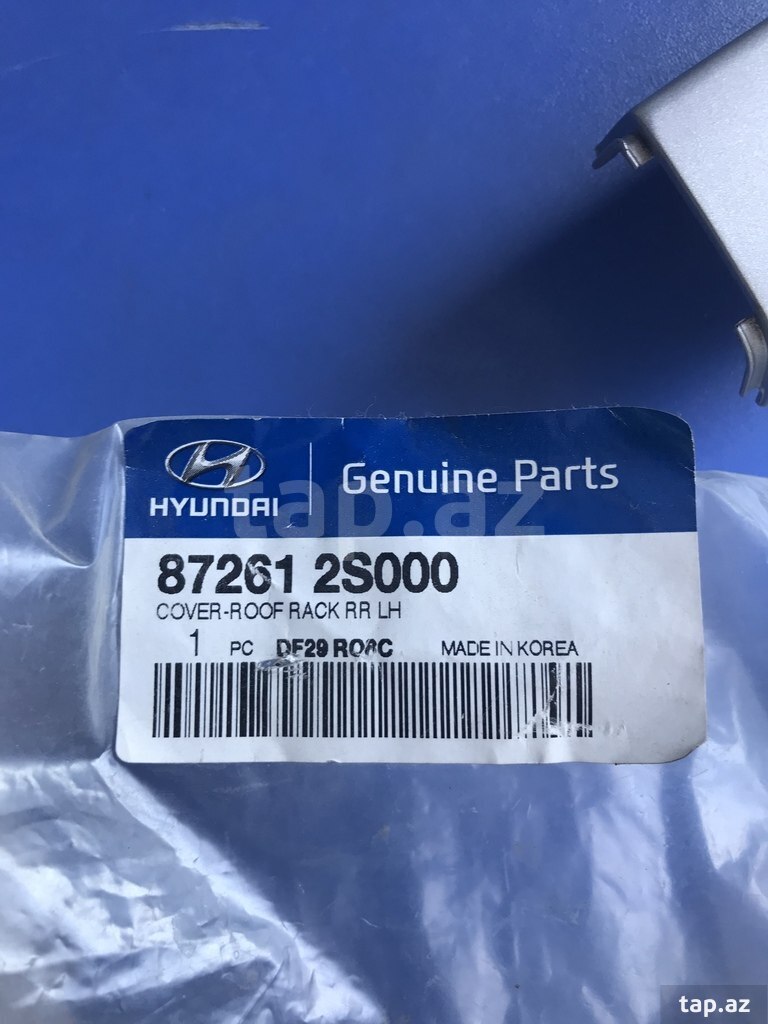 HYUNDAI
Genuine Parts
87261 2S000
COVER-ROOF RACK RR LH
1 PC DF29 MADE IN KOREA
tap.az
tap.az